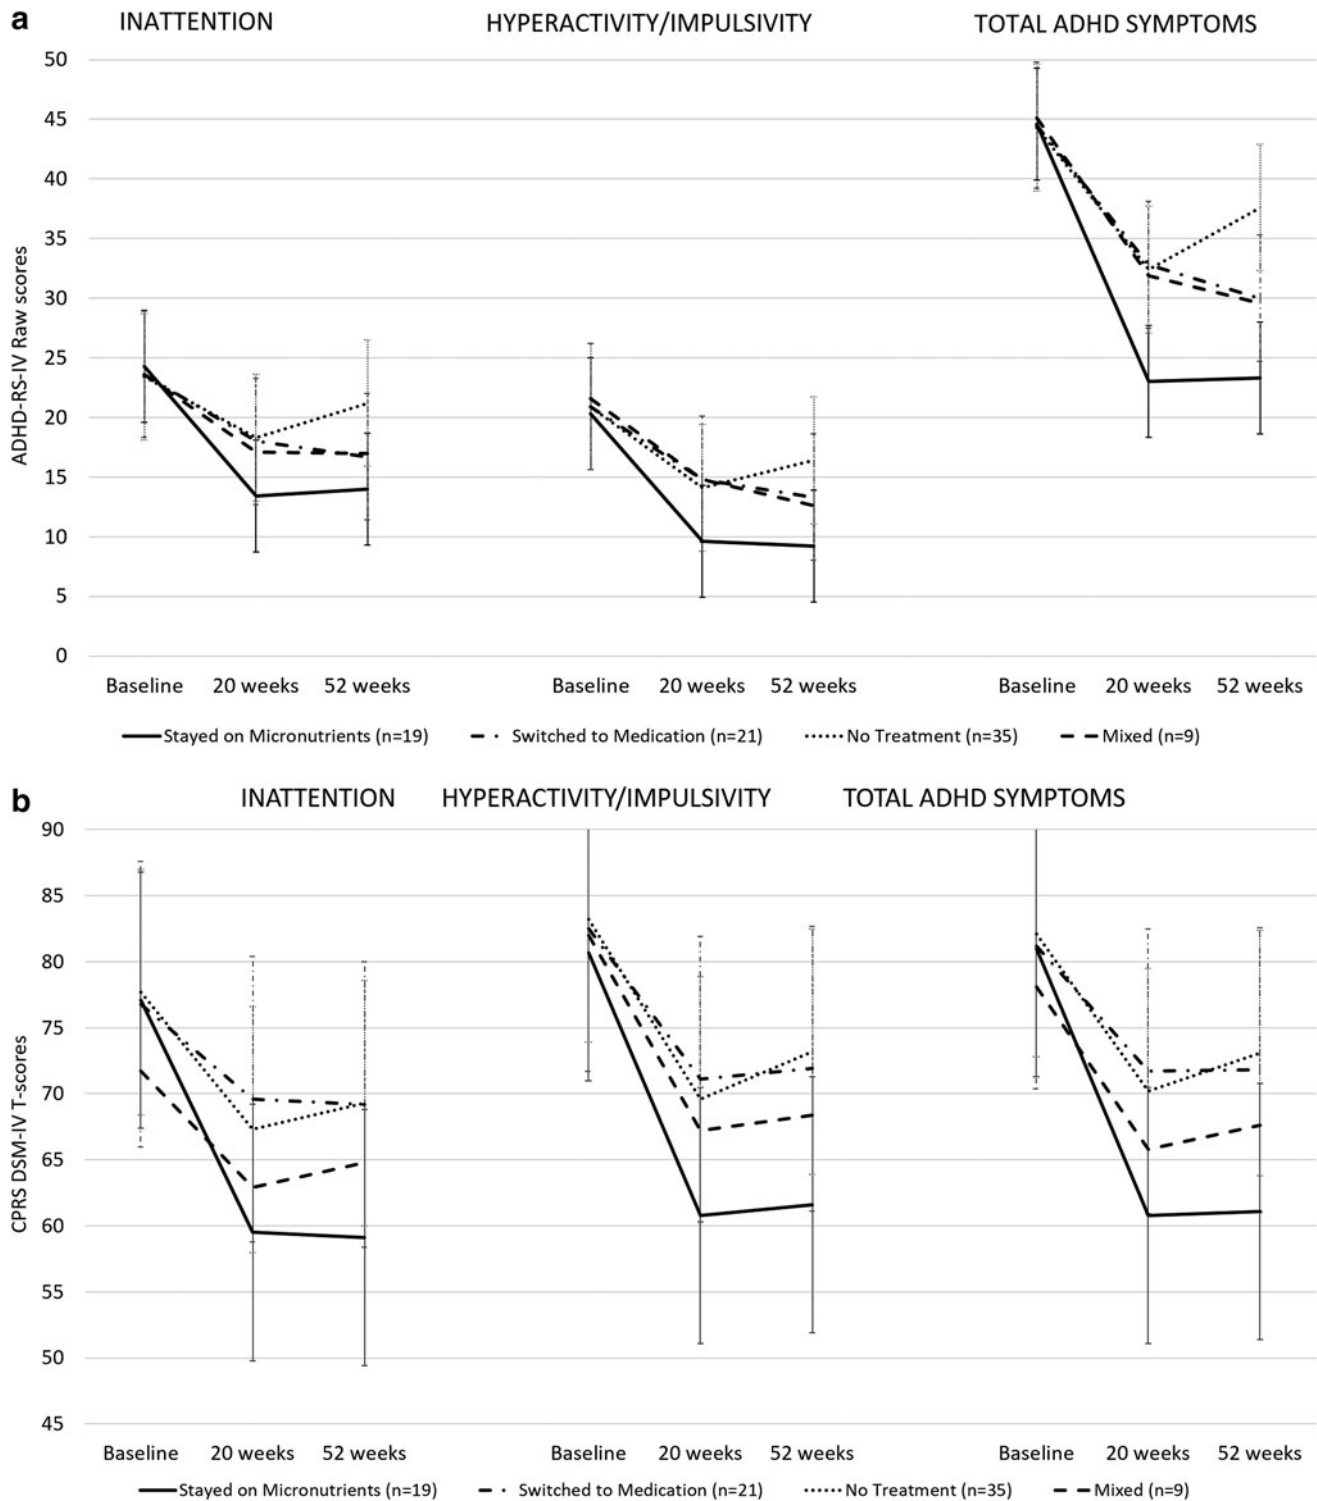 a
INATTENTION HYPERACTIVITY/IMPULSIVITY TOTAL ADHD SYMPTOMS
ADHD-RS-IV Raw scores
50
45
40
35
30
25
20
15
10
5
0
Baseline 20 weeks 52 weeks Baseline 20 weeks 52 weeks Baseline 20 weeks 52 weeks
Stayed on Micronutrients (n=19) Switched to Medication (n=21) No Treatment (n=35) Mixed (n=9)
b
INATTENTION HYPERACTIVITY/IMPULSIVITY TOTAL ADHD SYMPTOMS
CPRS DSM-IV T-scores
90
85
80
75
70
65
60
55
50
45
Baseline 20 weeks 52 weeks Baseline 20 weeks 52 weeks Baseline 20 weeks 52 weeks
Stayed on Micronutrients (n=19) Switched to Medication (n=21) No Treatment (n=35) Mixed (n=9)